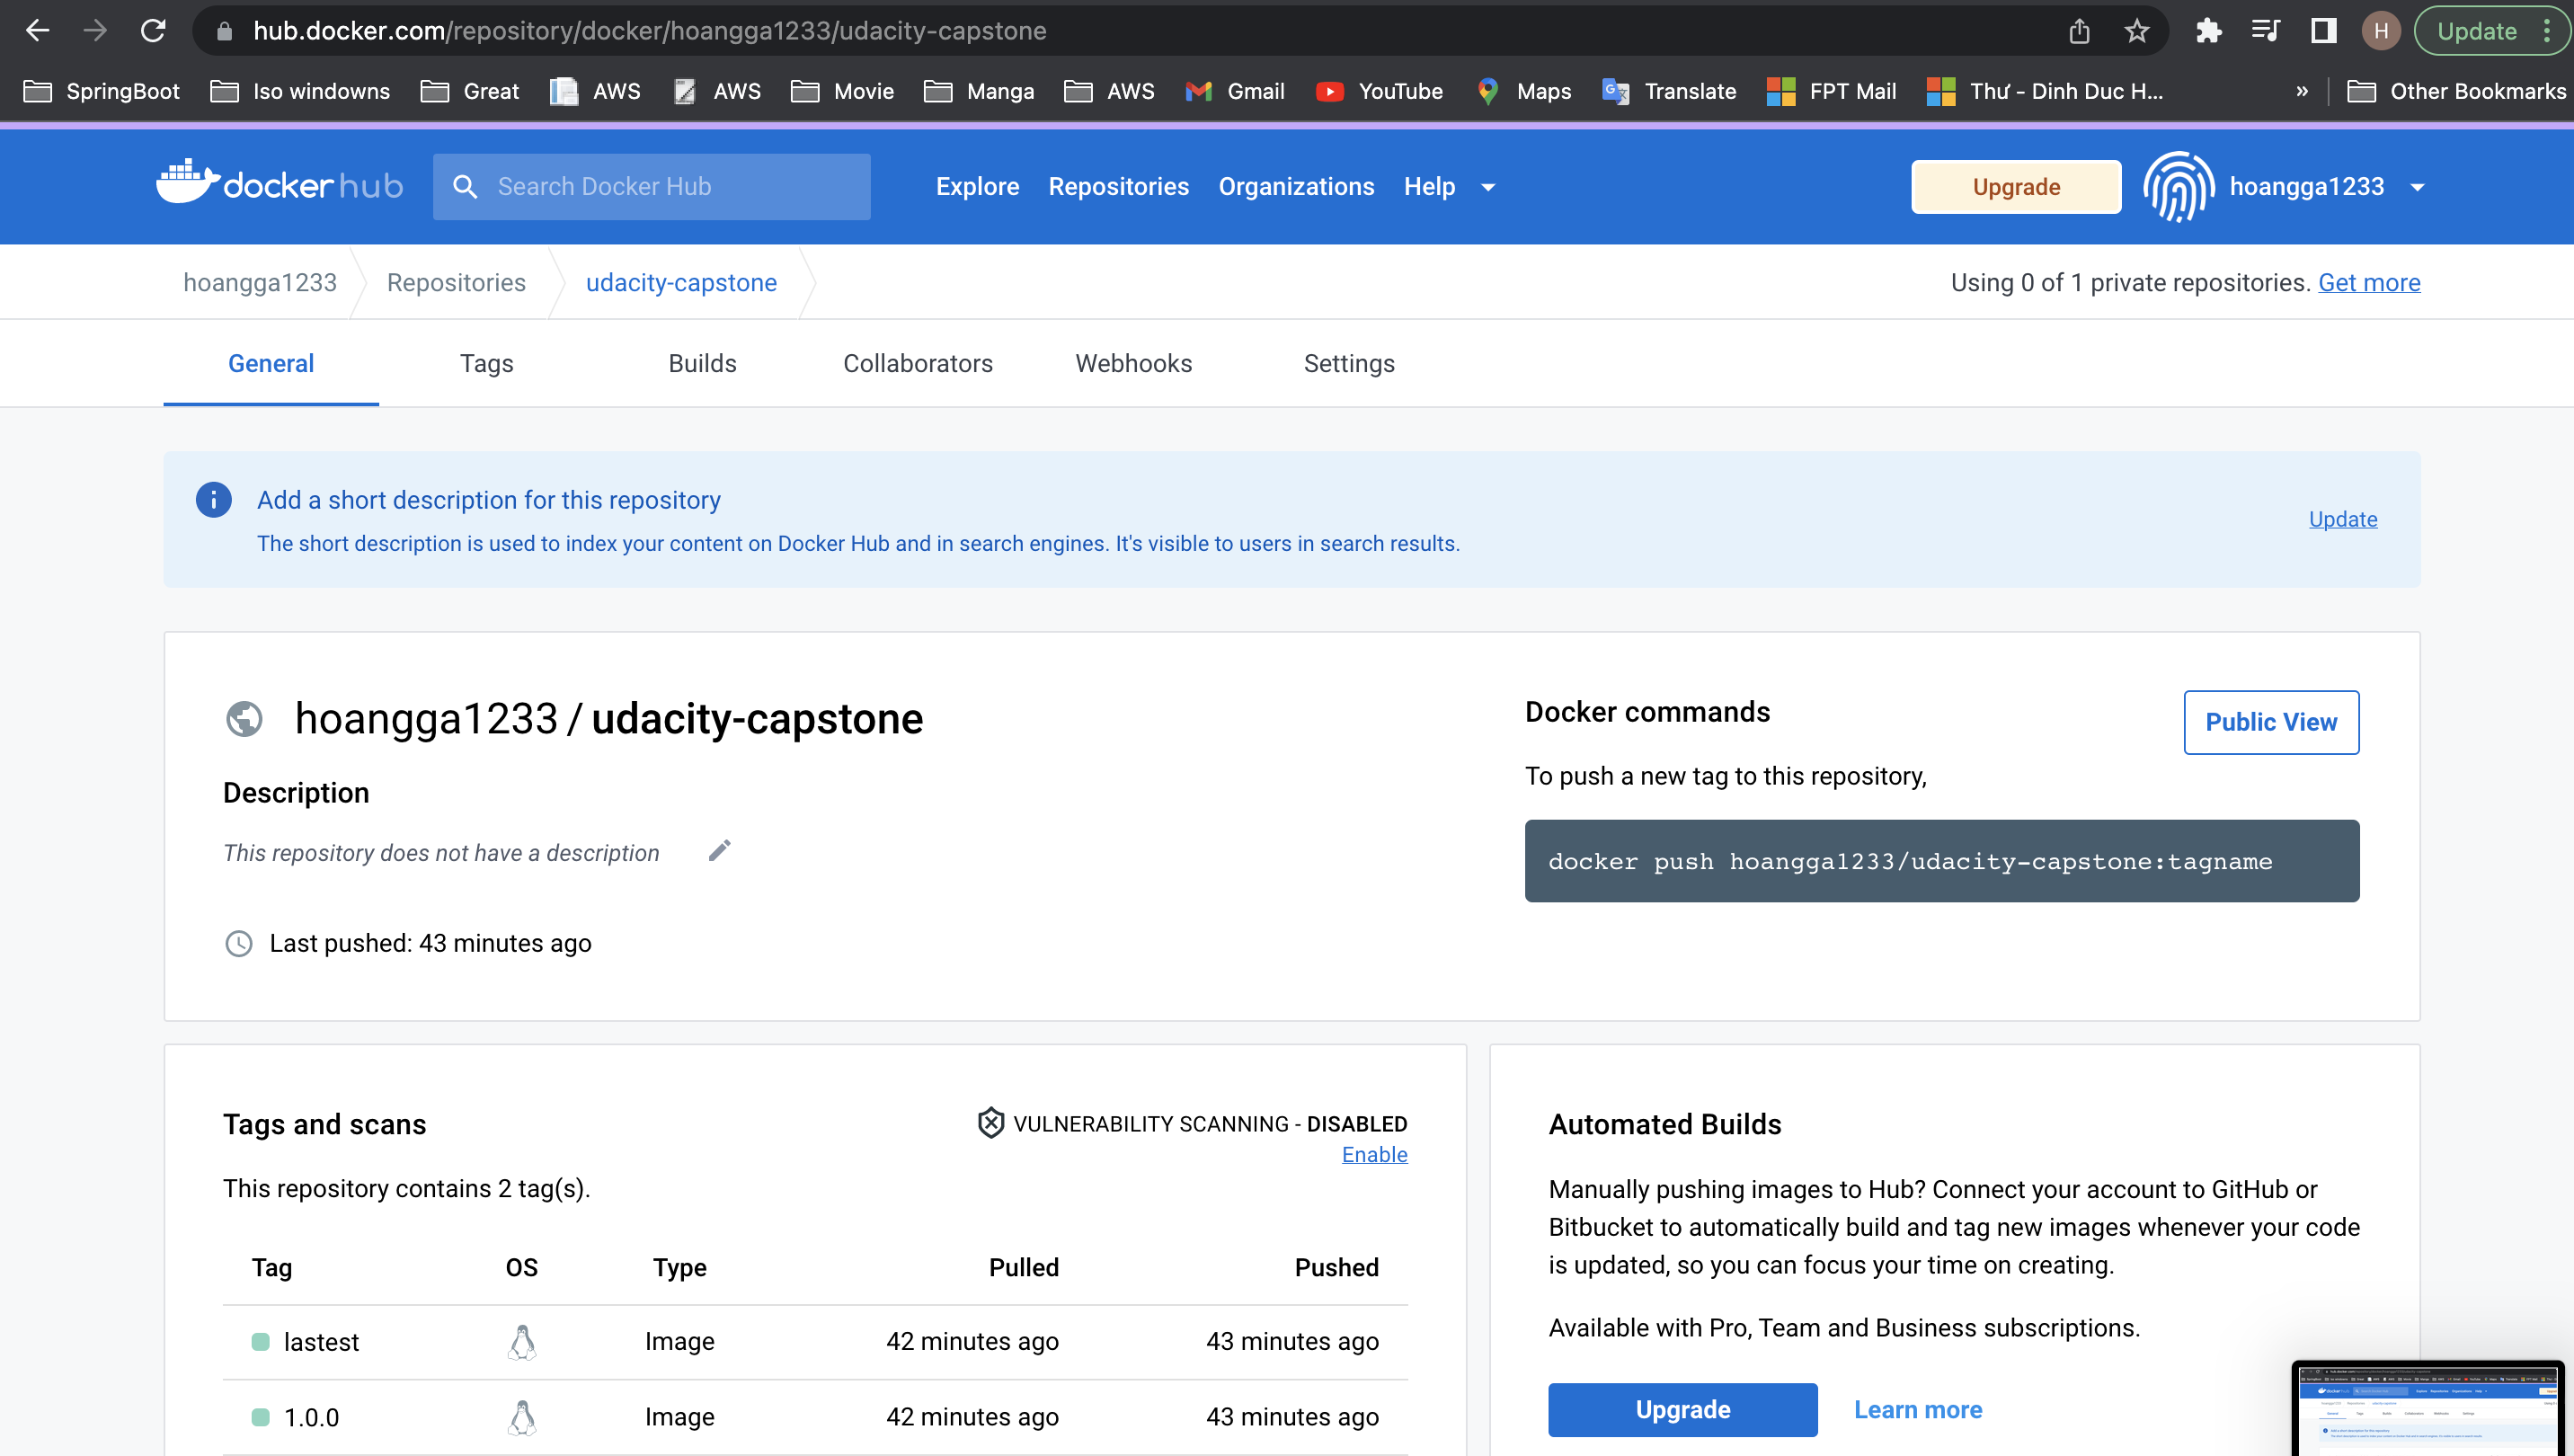 hub.docker.com/repository/docker/hoangga1233/udacity-capstone
H
Update
SpringBoot
Iso windowns
Great
AWS
AWS
Movie
Manga
AWS
Gmail
YouTube
Maps
Translate
FPT Mail
Thư - Dinh Duc H...
»
Other Bookmarks
dockerhub
Search Docker Hub
Explore
Repositories
Organizations
Help
Upgrade
hoangga1233
hoangga1233
Repositories
udacity-capstone
Using 0 of 1 private repositories. Get more
General
Tags
Builds
Collaborators
Webhooks
Settings
Add a short description for this repository
The short description is used to index your content on Docker Hub and in search engines. It's visible to users in search results.
Update
hoangga1233 / udacity-capstone
Description
This repository does not have a description
Last pushed: 43 minutes ago
Docker commands
Public View
To push a new tag to this repository,
docker push hoangga1233/udacity-capstone:tagname
Tags and scans
VULNERABILITY SCANNING - DISABLED
Enable
This repository contains 2 tag(s).
Tag OS Type Pulled Pushed
lastest Image 42 minutes ago 43 minutes ago
1.0.0 Image 42 minutes ago 43 minutes ago
Automated Builds
Manually pushing images to Hub? Connect your account to GitHub or
Bitbucket to automatically build and tag new images whenever your code
is updated, so you can focus your time on creating.
Available with Pro, Team and Business subscriptions.
Upgrade
Learn more